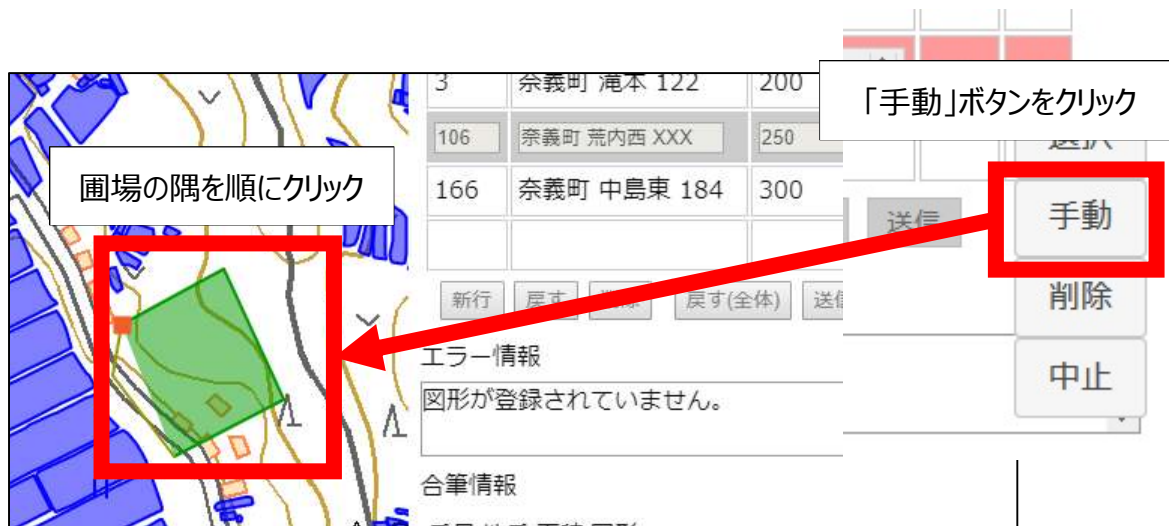 3 奈義町 滝本 122 200
「手動」ボタンをクリック
106 奈義町 荒内西 XXX 250
選択
圃場の隅を順にクリック
166 奈義町 中島東 184 300
送信
手動
新行 戻す 削除 戻す(全体)
削除
エラー情報
中止
図形が登録されていません。
合筆情報